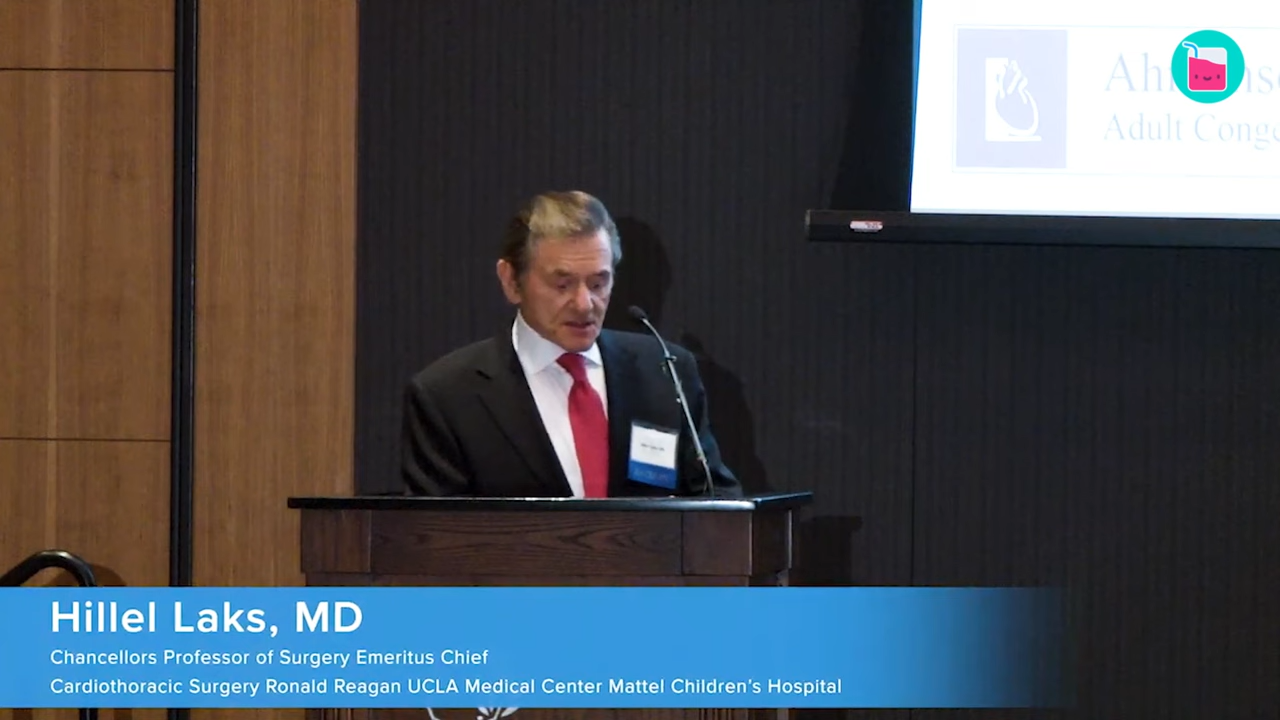 Adult
Hillel Laks, MD
Chancellors Professor of Surgery Emeritus Chief
Cardiothoracic Surgery Ronald Reagan UCLA Medical Center Mattel Children's Hospital